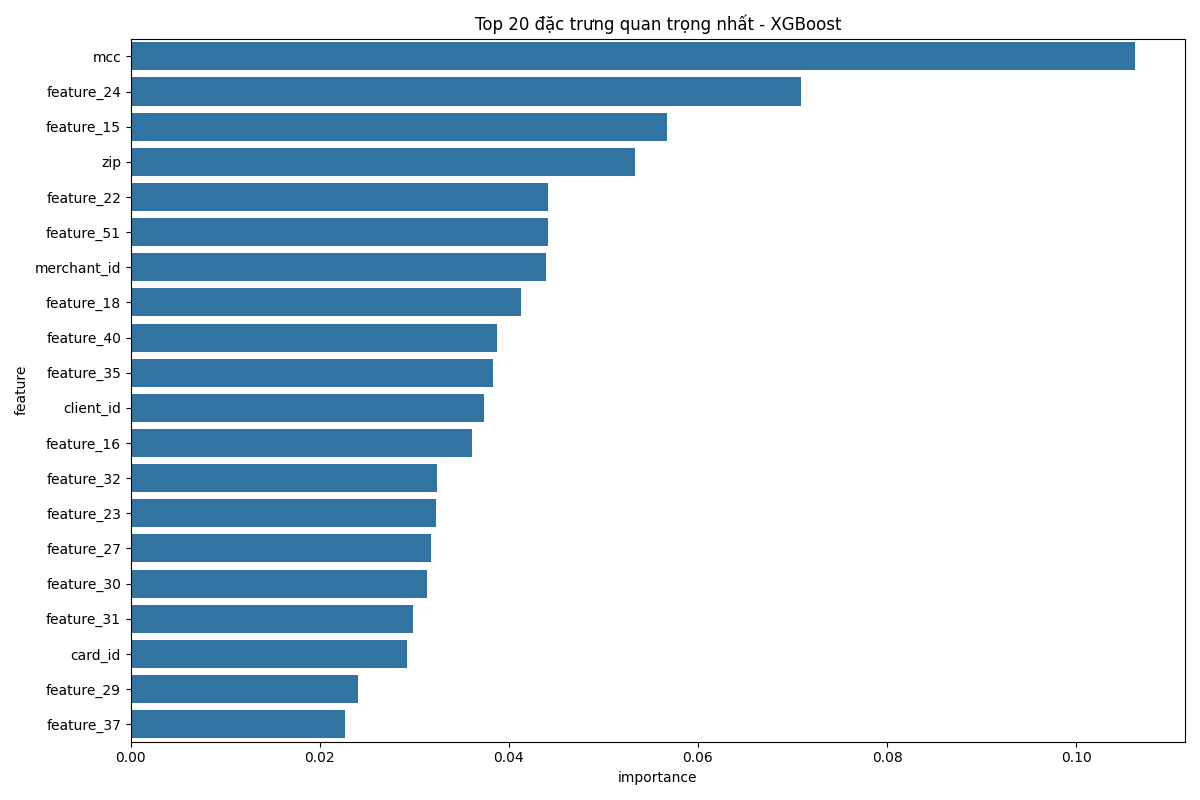 Top 20 đặc trưng quan trọng nhất - XGBoost
mcc
feature_24
feature_15
zip
feature_22
feature_51
merchant_id
feature_18
feature_40
feature_35
client_id
feature_16
feature_32
feature_23
feature_27
feature_30
feature_31
card_id
feature_29
feature_37
feature
0.00 0.02 0.04 0.06 0.08 0.10
importance